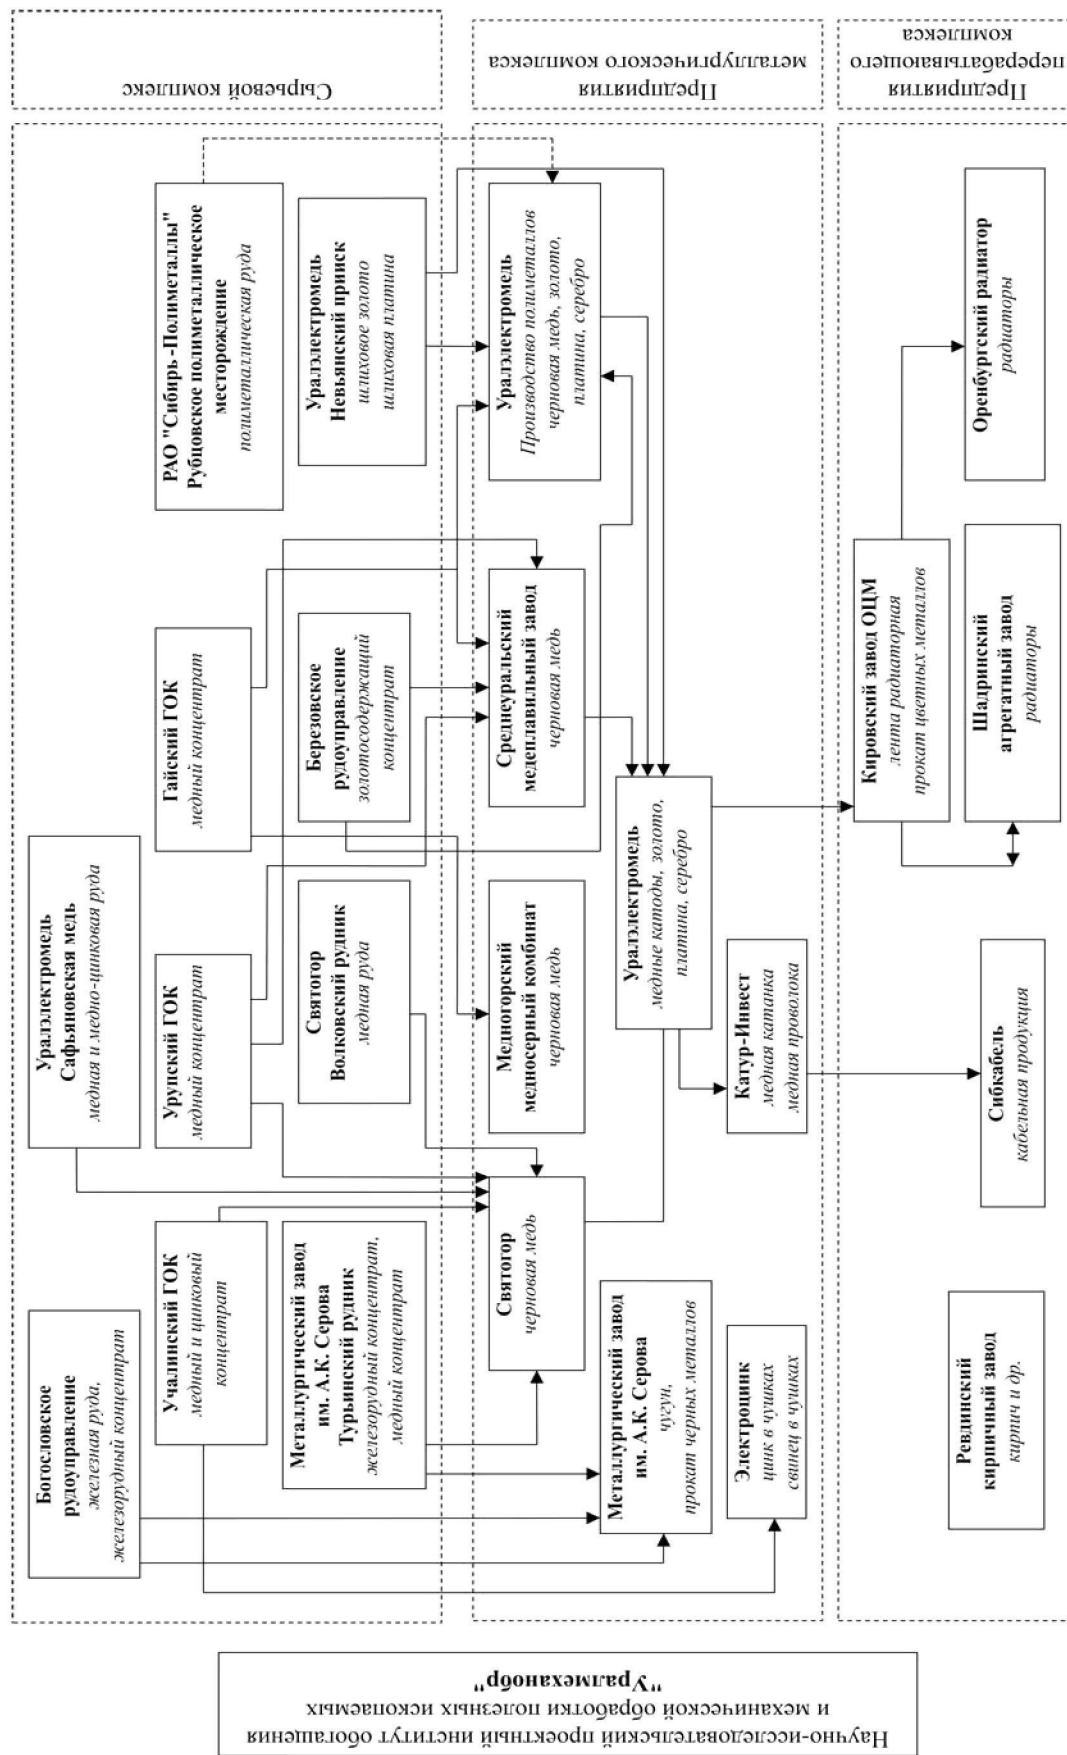 Научно-исследовательский проектный институт обогащения
и механической обработки полезных ископаемых
"Уралмеханобр"
Сырьевой комплекс
Богословское
рудоуправление
железная руда,
железорудный концентрат
Уралэлектромедь
Сафьяновская медь
медная и медно-цинковая руда
Учалинский ГОК
медный и цинковый
концентрат
Урупский ГОК
медный концентрат
Гайский ГОК
медный концентрат
РАО "Сибирь-Полиметаллы"
Рубцовское полиметаллическое
месторождение
полиметаллическая руда
Металлургический завод
им. А.К. Серова
Турьинский рудник
железорудный концентрат,
медный концентрат
Святогор
Волковский рудник
медная руда
Березовское
рудоуправление
золотосодержащий
концентрат
Уралэлектромедь
Невьянский прииск
шлиховое золото
шлиховая платина
Предприятия
металлургического комплекса
Святогор
черновая медь
Медногорский
медносерный комбинат
черновая медь
Среднеуральский
медеплавильный завод
черновая медь
Уралэлектромедь
Производство полиметаллов
черновая медь, золото,
платина, серебро
Металлургический завод
им. А.К. Серова
чугун,
прокат черных металлов
Уралэлектромедь
медные катоды, золото,
платина, серебро
Электроцинк
цинк в чушках
свинец в чушках
Катур-Инвест
медная катанка
медная проволока
Предприятия
перерабатывающего
комплекса
Кировский завод ОЦМ
лента радиаторная
прокат цветных металлов
Ревдинский
кирпичный завод
кирпич и др.
Сибкабель
кабельная продукция
Шадринский
агрегатный завод
радиаторы
Оренбургский радиатор
радиаторы